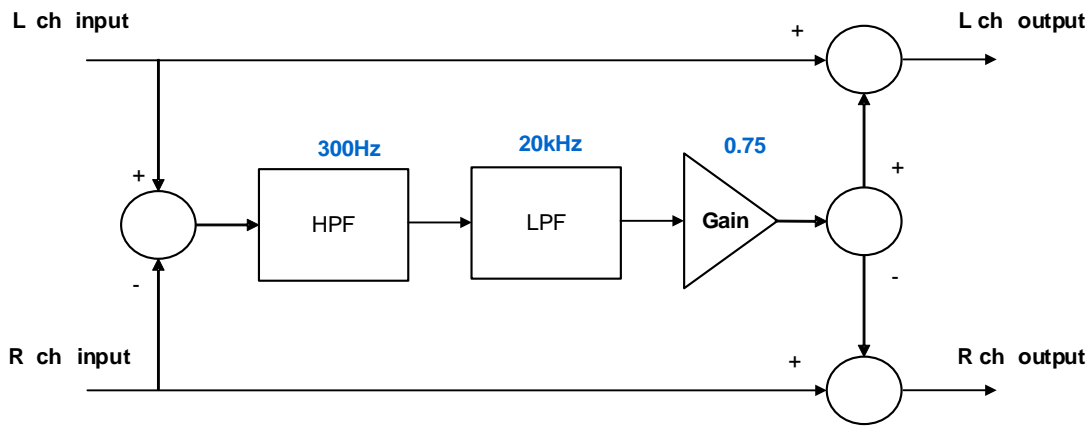 L ch input
L ch output
+
300Hz
20kHz
0.75
+
+
HPF
LPF
Gain
-
-
R ch input
+
R ch output